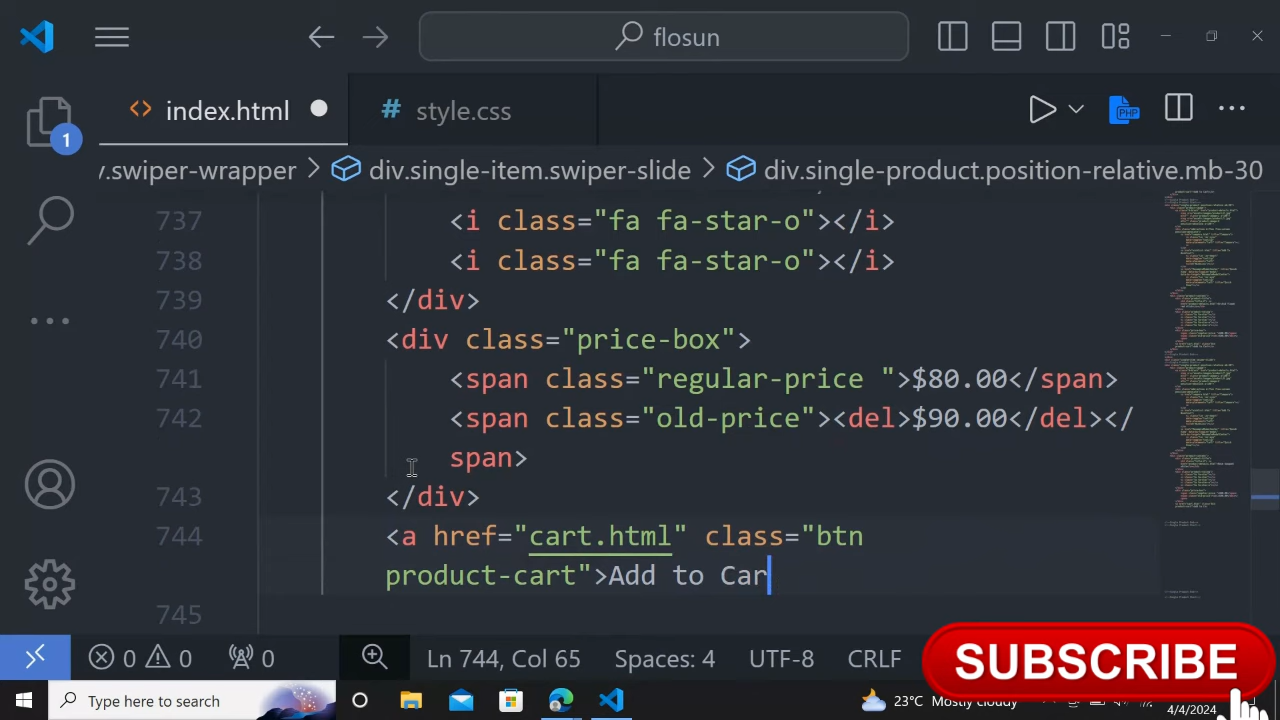 flosun
index.html
# style.css
v.swiper-wrapper > div.single-item.swiper-slide > div.single-product.position-relative.mb-30
1
737 <i class="fa fa-star-o"></i>
738 <i class="fa fa-star-o"></i>
739 </div>
740 <div class="price-box">
741 <span class="regular-price ">$80.00</span>
742 <span class="old-price"><del>$90.00</del></
span>
743 </div>
744 <a href="cart.html" class="btn
product-cart">Add to Car
745
0 0 0 Ln 744, Col 65 Spaces: 4 UTF-8 CRLF
SUBSCRIBE
Type here to search
23°C Mostly cloudy
4/4/2024